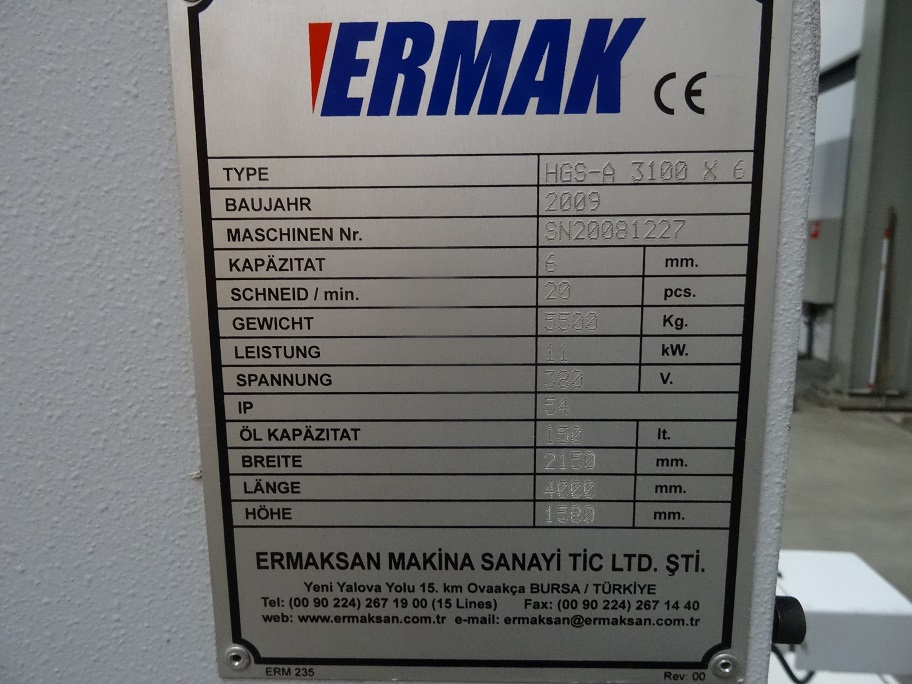 ERMAK CE
TYPE HGS-A 3100 X 6
BAUJAHR 2009
MASCHINEN Nr. SN20081227
KAPÄZITAT 6 mm.
SCHNEID / min. 20 pcs.
GEWICHT 5500 Kg.
LEISTUNG 11 kW.
SPANNUNG 380 V.
IP 54
ÖL KAPÄZITAT 150 lt.
BREITE 2150 mm.
LÄNGE 4000 mm.
HÖHE 1580 mm.
ERMAKSAN MAKİNA SANAYİ TİC LTD. ŞTİ.
Yeni Yalova Yolu 15. km Ovaakça BURSA / TÜRKİYE
Tel: (00 90 224) 267 19 00 (15 Lines) Fax: (00 90 224) 267 14 40
web: www.ermaksan.com.tr e-mail: ermaksan@ermaksan.com.tr
ERM 235 Rev: 00